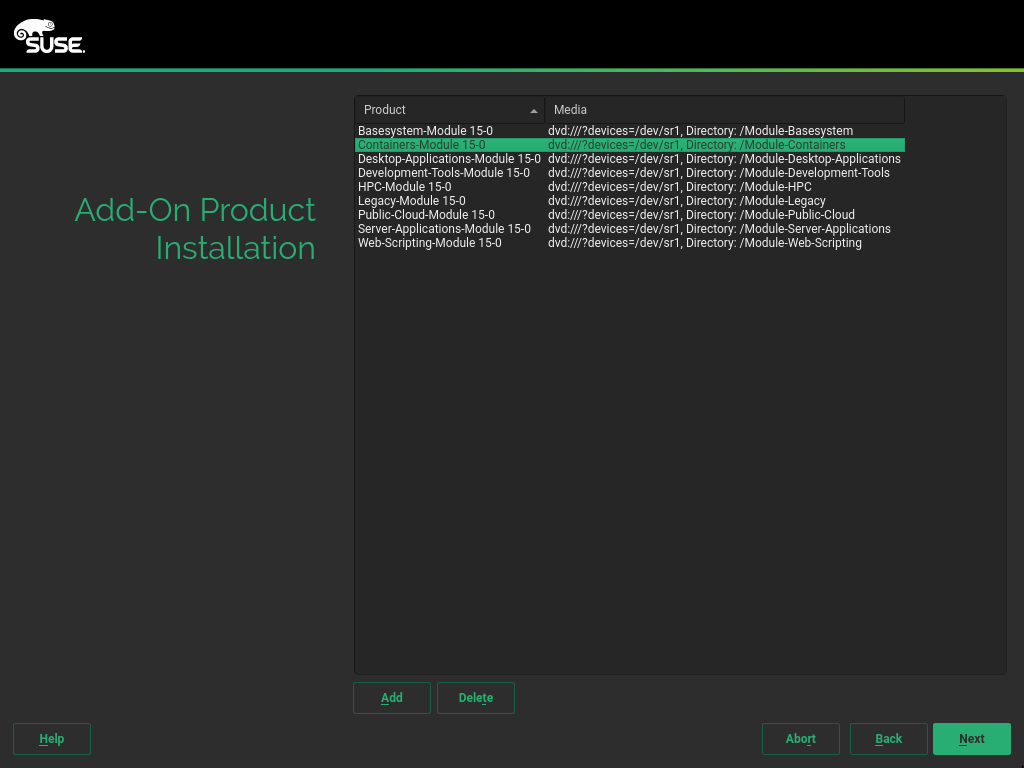 SUSE.
Add-On Product
Installation
Product Media
Basesystem-Module 15-0 dvd:///?devices=/dev/sr1, Directory: /Module-Basesystem
Containers-Module 15-0 dvd:///?devices=/dev/sr1, Directory: /Module-Containers
Desktop-Applications-Module 15-0 dvd:///?devices=/dev/sr1, Directory: /Module-Desktop-Applications
Development-Tools-Module 15-0 dvd:///?devices=/dev/sr1, Directory: /Module-Development-Tools
HPC-Module 15-0 dvd:///?devices=/dev/sr1, Directory: /Module-HPC
Legacy-Module 15-0 dvd:///?devices=/dev/sr1, Directory: /Module-Legacy
Public-Cloud-Module 15-0 dvd:///?devices=/dev/sr1, Directory: /Module-Public-Cloud
Server-Applications-Module 15-0 dvd:///?devices=/dev/sr1, Directory: /Module-Server-Applications
Web-Scripting-Module 15-0 dvd:///?devices=/dev/sr1, Directory: /Module-Web-Scripting
Add Delete
Help Abort Back Next